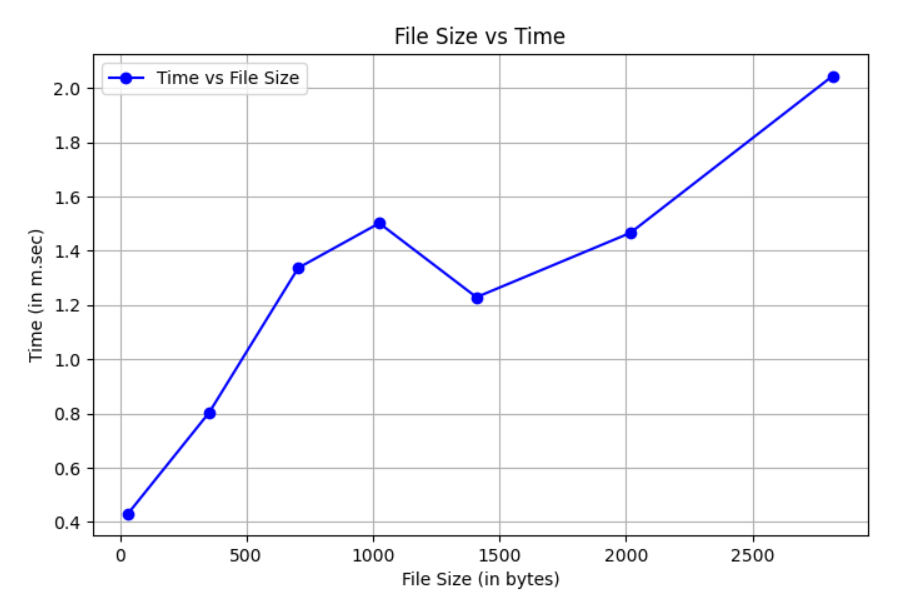 File Size vs Time
Time vs File Size
2.0
1.8
1.6
1.4
1.2
1.0
0.8
0.6
0.4
Time (in m.sec)
0 500 1000 1500 2000 2500
File Size (in bytes)